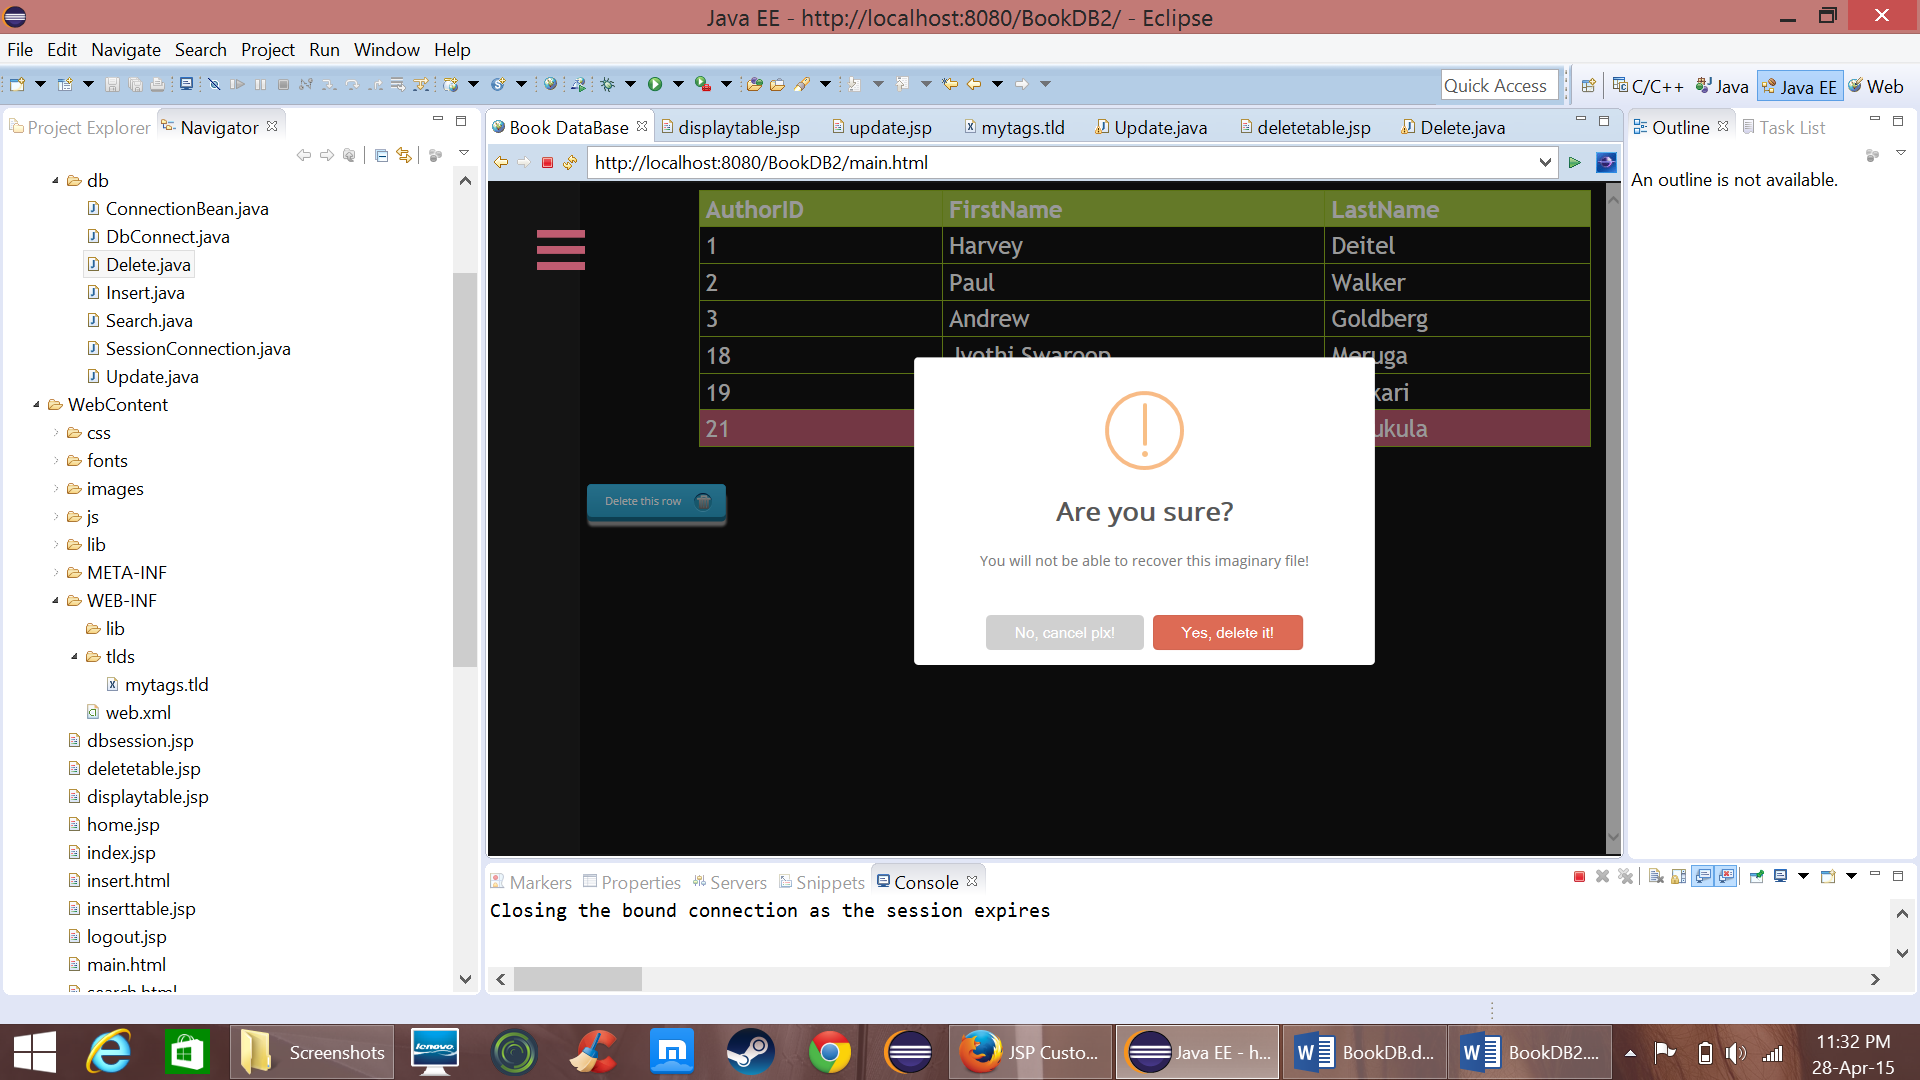 Java EE - http://localhost:8080/BookDB2/ - Eclipse
File Edit Navigate Search Project Run Window Help
Quick Access C/C++ Java Java EE Web
Project Explorer Navigator
db
ConnectionBean.java
DbConnect.java
Delete.java
Insert.java
Search.java
SessionConnection.java
Update.java
WebContent
css
fonts
images
js
lib
META-INF
WEB-INF
lib
tlds
mytags.tld
web.xml
dbsession.jsp
deletetable.jsp
displaytable.jsp
home.jsp
index.jsp
insert.html
inserttable.jsp
logout.jsp
main.html
search.html
Book DataBase displaytable.jsp update.jsp mytags.tld Update.java deletetable.jsp Delete.java
http://localhost:8080/BookDB2/main.html
AuthorID FirstName LastName
1 Harvey Deitel
2 Paul Walker
3 Andrew Goldberg
18 Jyothi Swaroop Meruga
19 kari
21 ukula
Delete this row
Are you sure?
You will not be able to recover this imaginary file!
No, cancel plx! Yes, delete it!
Outline Task List
An outline is not available.
Markers Properties Servers Snippets Console
Closing the bound connection as the session expires
Screenshots lenovo JSP Custo... Java EE - h... BookDB.d... BookDB2....
11:32 PM
28-Apr-15